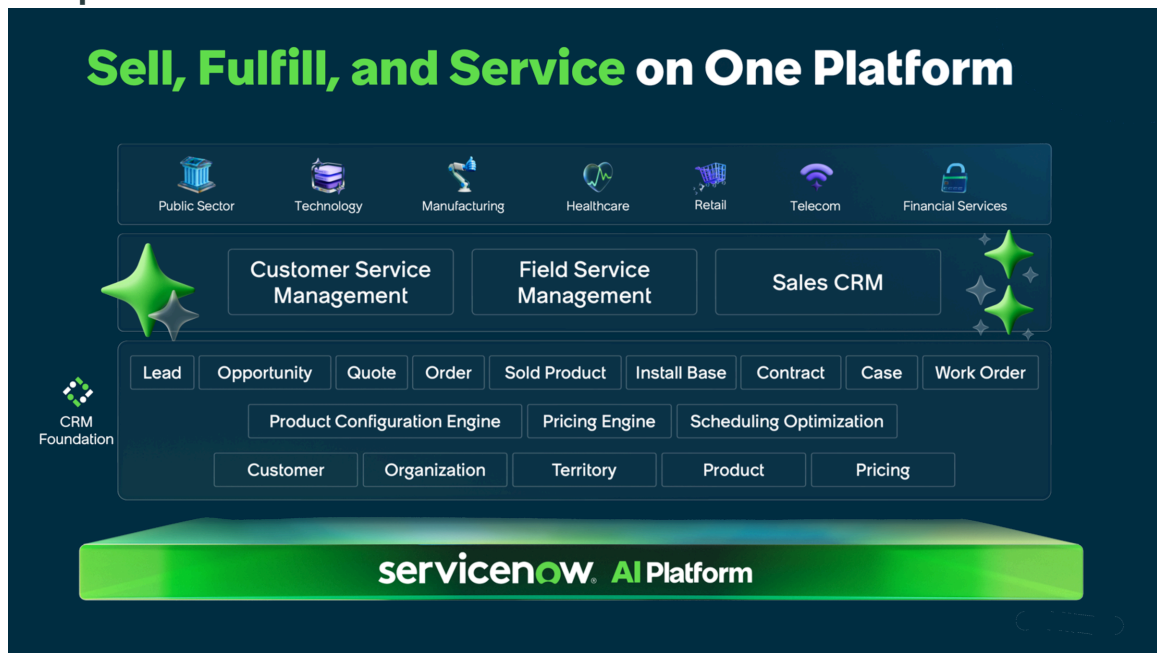 Sell, Fulfill, and Service on One Platform
Public Sector
Technology
Manufacturing
Healthcare
Retail
Telecom
Financial Services
Customer Service
Management
Field Service
Management
Sales CRM
CRM
Foundation
Lead
Opportunity
Quote
Order
Sold Product
Install Base
Contract
Case
Work Order
Product Configuration Engine
Pricing Engine
Scheduling Optimization
Customer
Organization
Territory
Product
Pricing
servicenow® AI Platform